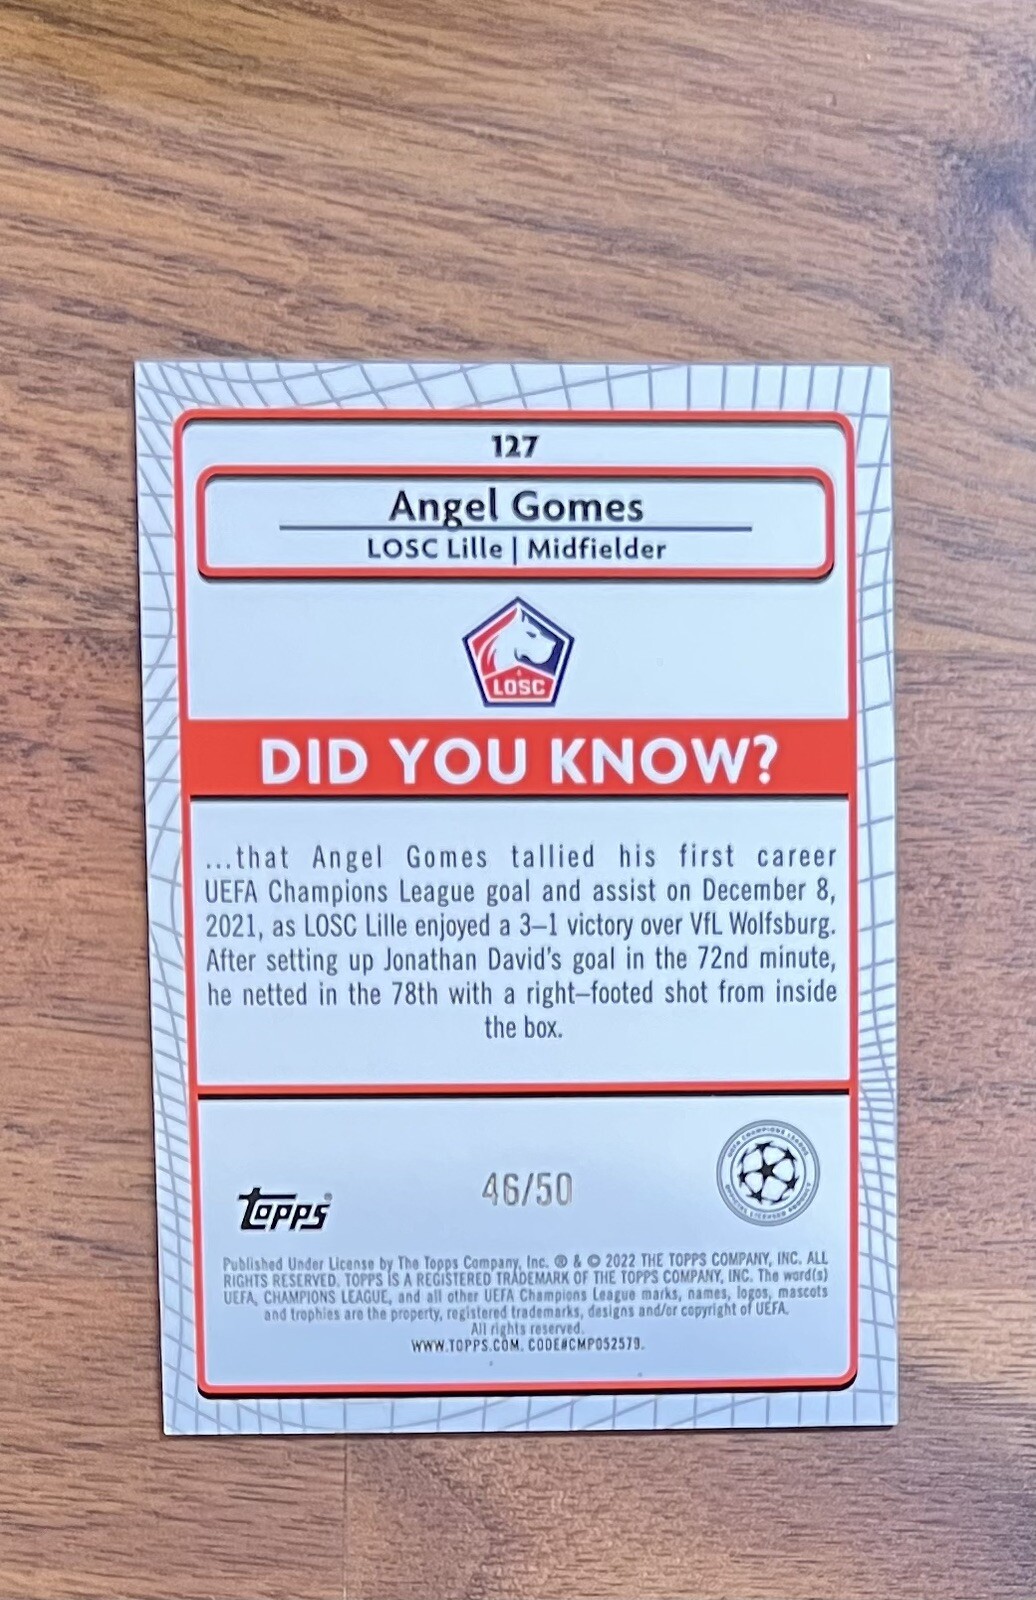 127
Angel Gomes
LOSC Lille | Midfielder
LOSC
DID YOU KNOW?
...that Angel Gomes tallied his first career
UEFA Champions League goal and assist on December 8,
2021, as LOSC Lille enjoyed a 3–1 victory over VfL Wolfsburg.
After setting up Jonathan David's goal in the 72nd minute,
he netted in the 78th with a right–footed shot from inside
the box.
46/50
UEFA CHAMPIONS LEAGUE
OFFICIAL LICENSED PRODUCT
topps®
Published Under License by The Topps Company, Inc. ® & © 2022 THE TOPPS COMPANY, INC. ALL
RIGHTS RESERVED. TOPPS IS A REGISTERED TRADEMARK OF THE TOPPS COMPANY, INC. The word(s)
UEFA, CHAMPIONS LEAGUE, and all other UEFA Champions League marks, names, logos, mascots
and trophies are the property, registered trademarks, designs and/or copyright of UEFA.
All rights reserved.
WWW.TOPPS.COM. CODE#CMP052579.